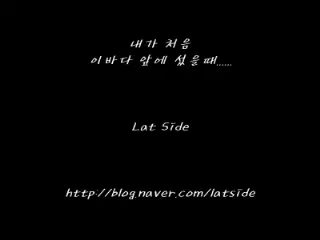 내가 처음
이바다 앞에 섰을때......
Lat Side
http://blog.naver.com/latside